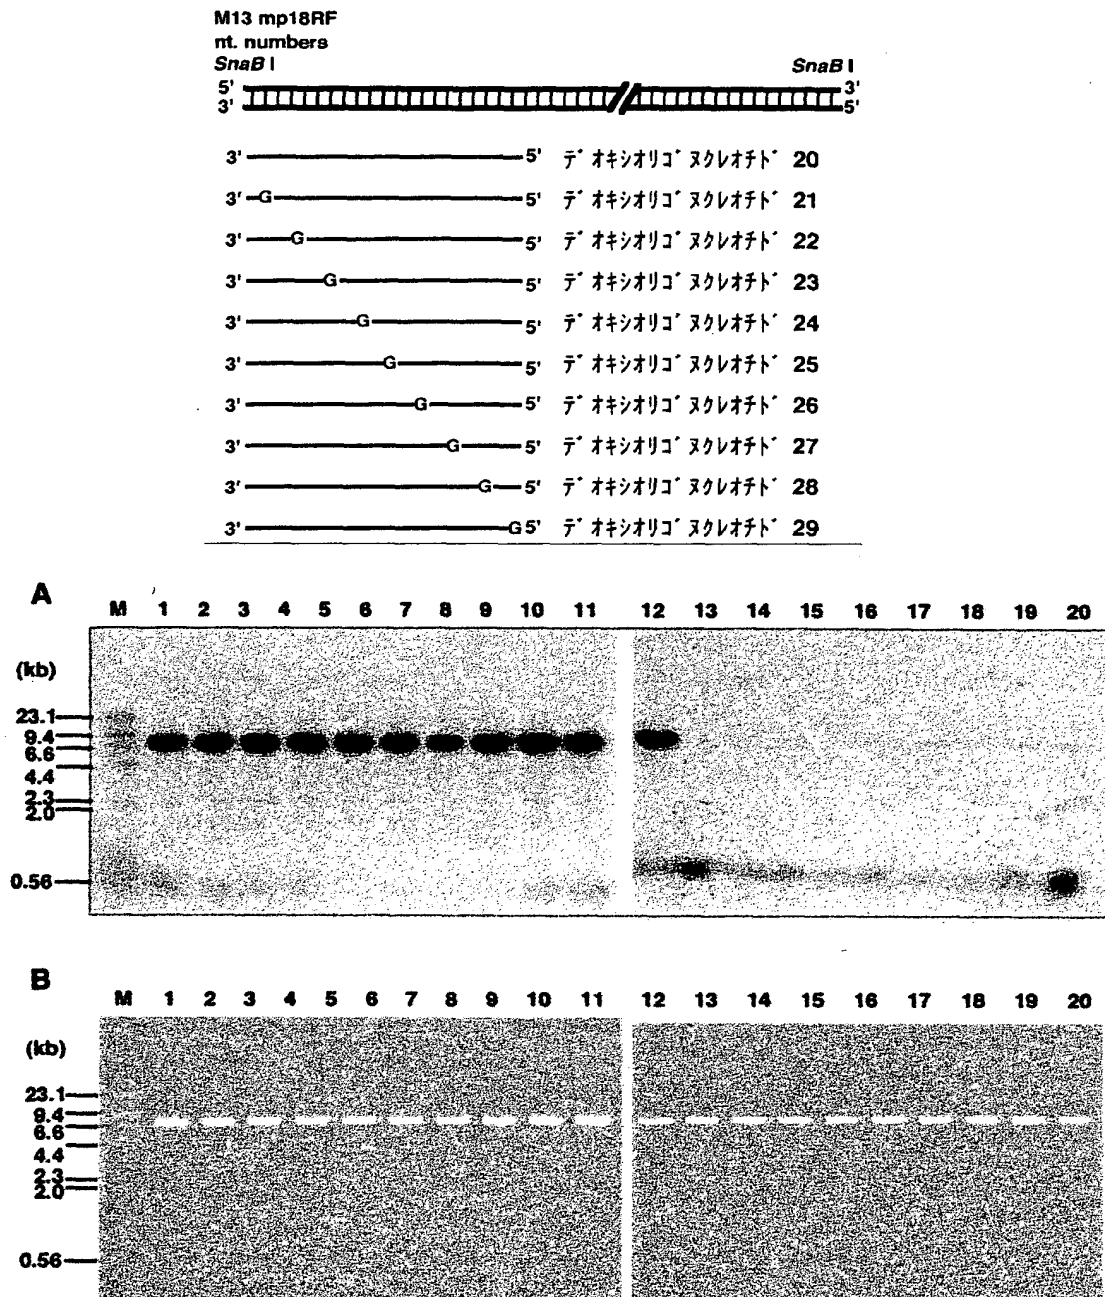 M13 mp18RF
nt. numbers
SnaB I SnaB I
5' 3'
3' 5'
3' 5' デオキシオリゴヌクレオチド 20
3' G 5' デオキシオリゴヌクレオチド 21
3' G 5' デオキシオリゴヌクレオチド 22
3' G 5' デオキシオリゴヌクレオチド 23
3' G 5' デオキシオリゴヌクレオチド 24
3' G 5' デオキシオリゴヌクレオチド 25
3' G 5' デオキシオリゴヌクレオチド 26
3' G 5' デオキシオリゴヌクレオチド 27
3' G 5' デオキシオリゴヌクレオチド 28
3' G 5' デオキシオリゴヌクレオチド 29
A
M 1 2 3 4 5 6 7 8 9 10 11 12 13 14 15 16 17 18 19 20
(kb)
23.1
9.4
6.6
4.4
2.3
2.0
0.56
B
M 1 2 3 4 5 6 7 8 9 10 11 12 13 14 15 16 17 18 19 20
(kb)
23.1
9.4
6.6
4.4
2.3
2.0
0.56